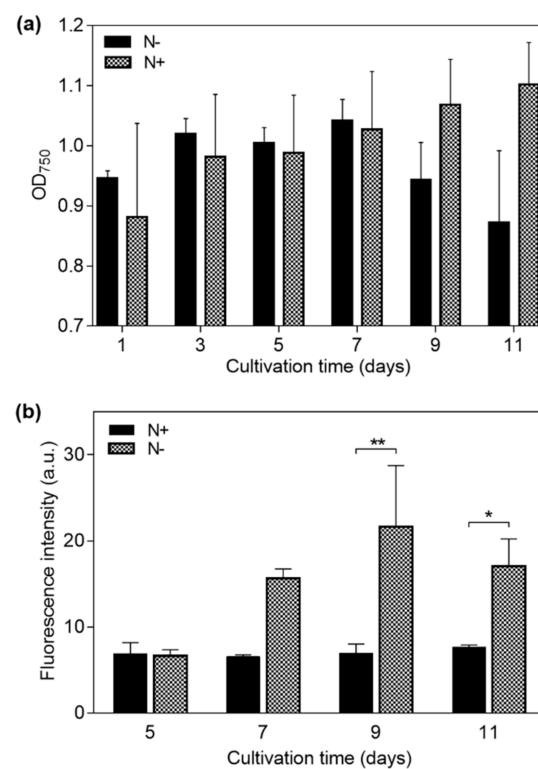 (a)
1.2
1.1
1.0
0.9
0.8
0.7
OD750
N-
N+
1 3 5 7 9 11
Cultivation time (days)
(b)
30
20
10
0
Fluorescence intensity (a.u.)
N+
N-
**
*
5 7 9 11
Cultivation time (days)